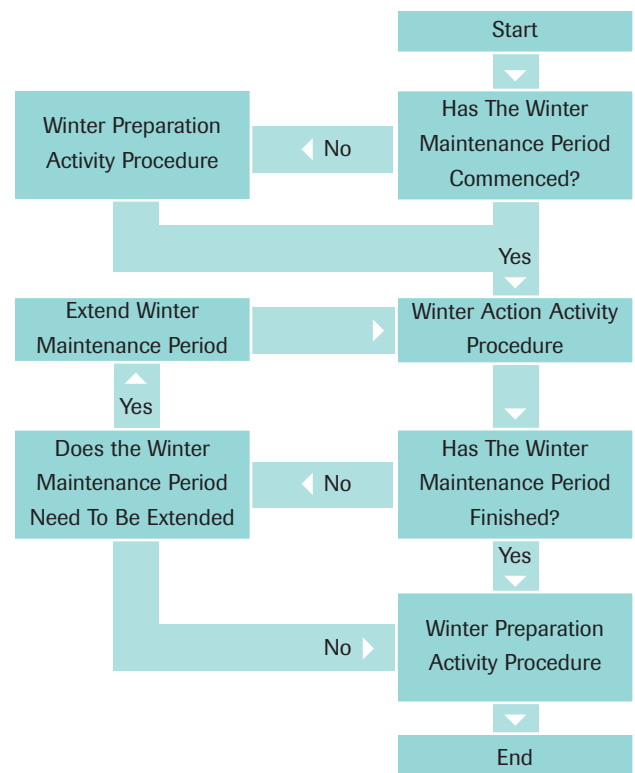 Start
Has The Winter
Maintenance Period
Commenced?
No
Winter Preparation
Activity Procedure
Yes
Extend Winter
Maintenance Period
Winter Action Activity
Procedure
Yes
Does the Winter
Maintenance Period
Need To Be Extended
No
Has The Winter
Maintenance Period
Finished?
Yes
No
Winter Preparation
Activity Procedure
End